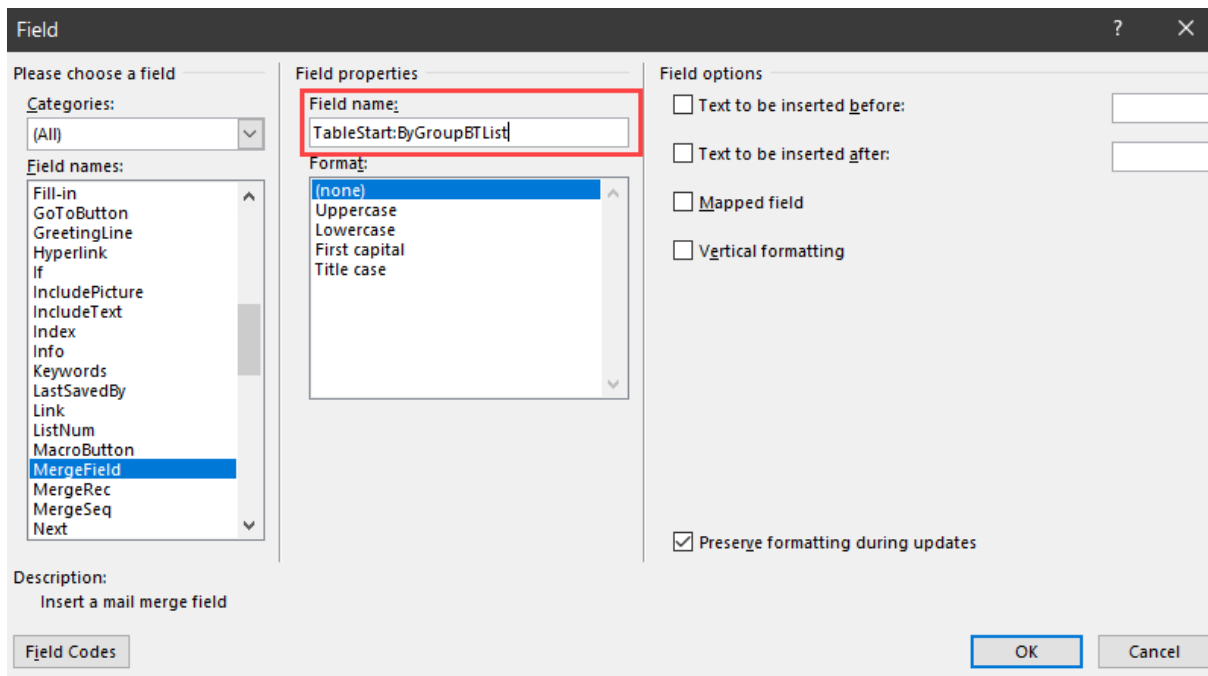 Field
?
Please choose a field
Categories:
(All)
Field names:
Fill-in
GoToButton
GreetingLine
Hyperlink
If
IncludePicture
IncludeText
Index
Info
Keywords
LastSavedBy
Link
ListNum
MacroButton
MergeField
MergeRec
MergeSeq
Next
Field properties
Field name:
TableStart:ByGroupBTList
Format:
(none)
Uppercase
Lowercase
First capital
Title case
Field options
Text to be inserted before:
Text to be inserted after:
Mapped field
Vertical formatting
Preserve formatting during updates
Description:
Insert a mail merge field
Field Codes
OK
Cancel